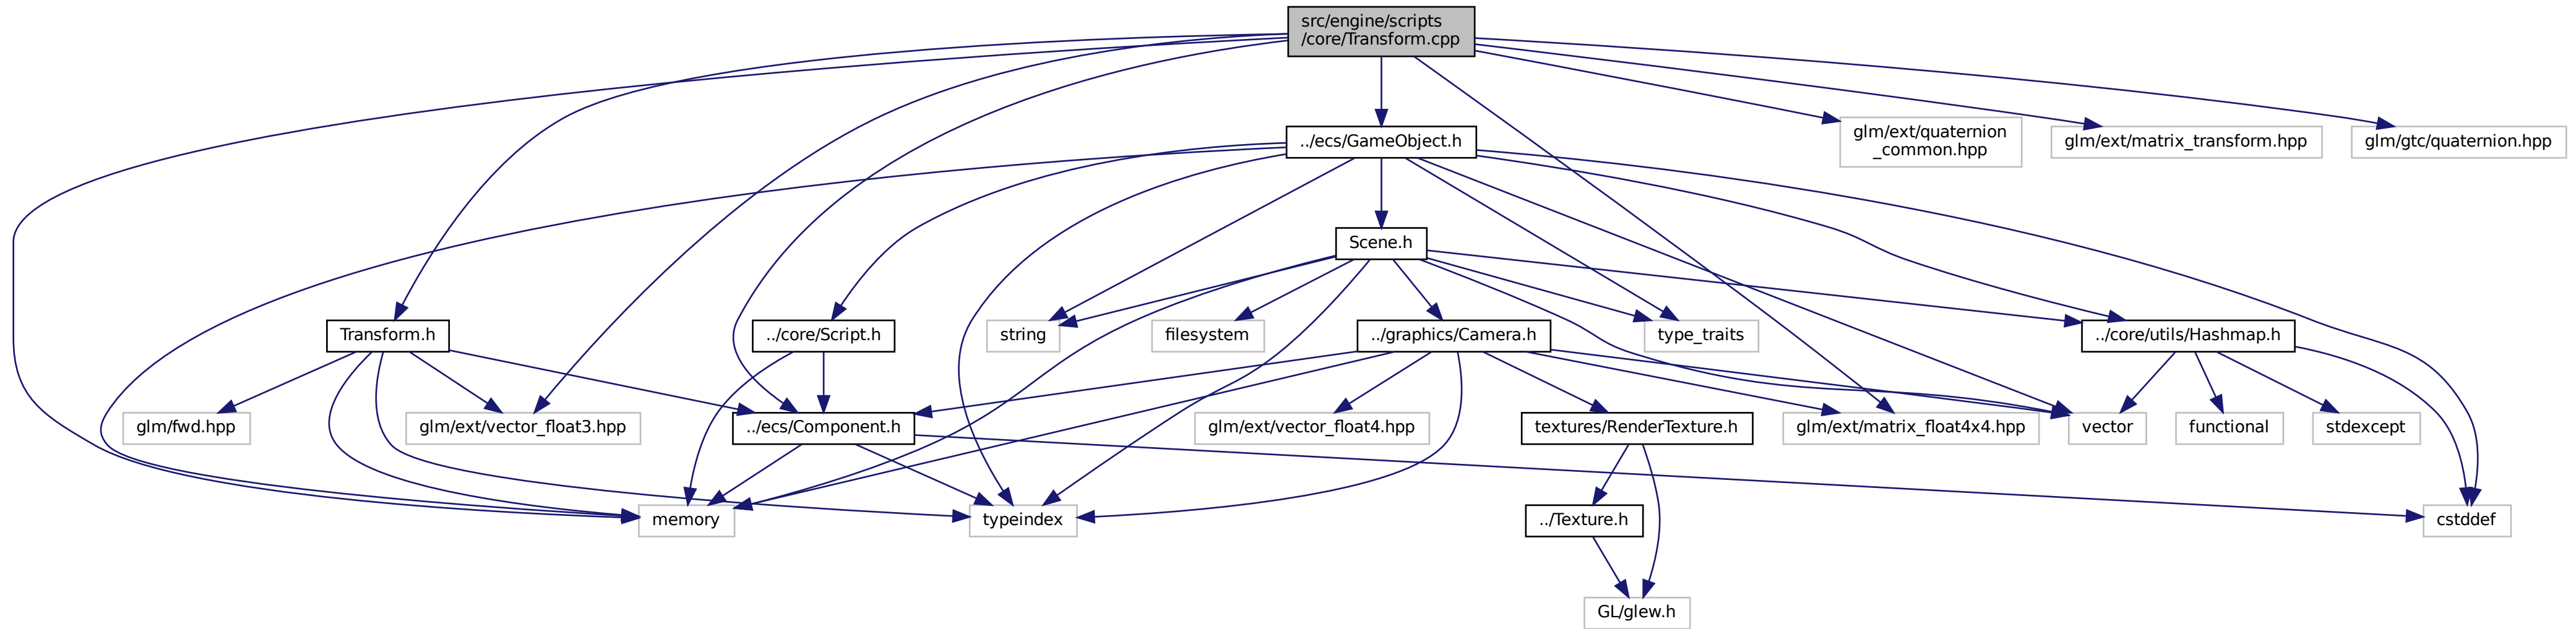 src/engine/scripts
/core/Transform.cpp
../ecs/GameObject.h
glm/ext/quaternion
_common.hpp
glm/ext/matrix_transform.hpp
glm/gtc/quaternion.hpp
Scene.h
Transform.h
../core/Script.h
string
filesystem
../graphics/Camera.h
type_traits
../core/utils/Hashmap.h
glm/fwd.hpp
glm/ext/vector_float3.hpp
../ecs/Component.h
glm/ext/vector_float4.hpp
textures/RenderTexture.h
glm/ext/matrix_float4x4.hpp
vector
functional
stdexcept
memory
typeindex
../Texture.h
cstddef
GL/glew.h